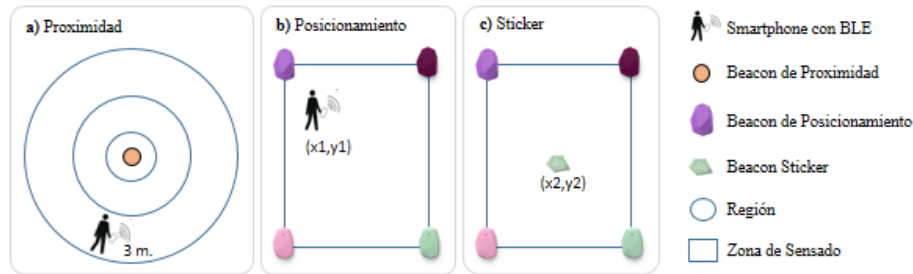 a) Proximidad
3 m.
b) Posicionamiento
(x1,y1)
c) Sticker
(x2,y2)
Smartphone con BLE
Beacon de Proximidad
Beacon de Posicionamiento
Beacon Sticker
Región
Zona de Sensado